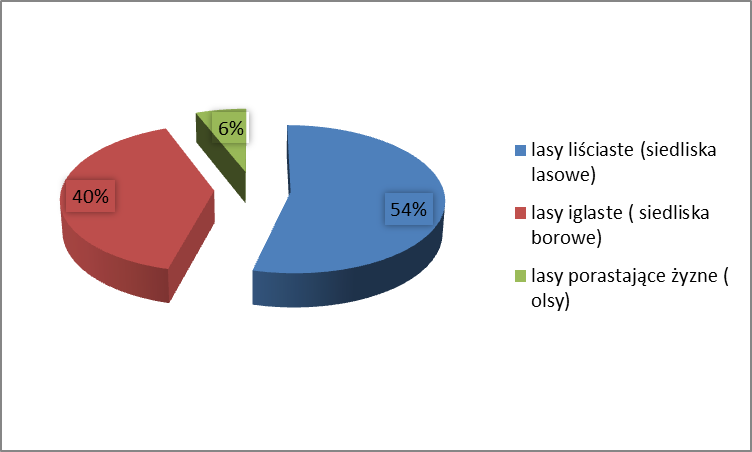 6%
40%
54%
lasy liściaste (siedliska
lasowe)
lasy iglaste ( siedliska
borowe)
lasy porastające żyzne (
olsy)